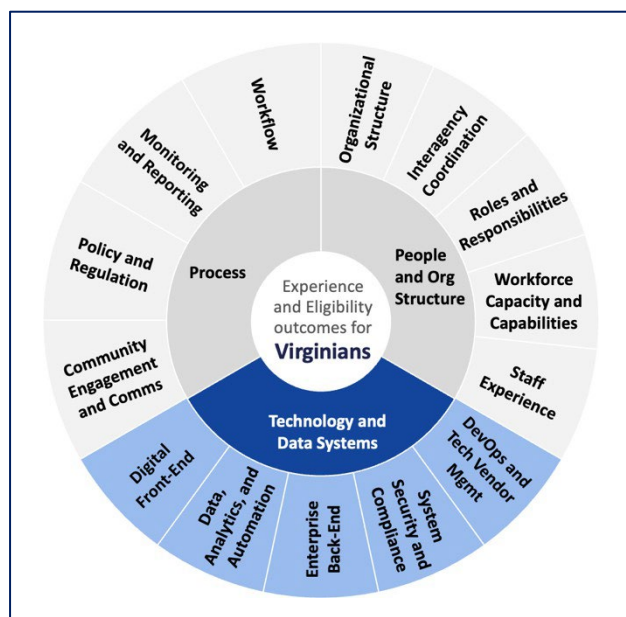 Experience
and Eligibility
outcomes for
Virginians
Process
People
and Org
Structure
Technology and
Data Systems
Organizational
Structure
Interagency
Coordination
Roles and
Responsibilities
Workforce
Capacity and
Capabilities
Staff
Experience
DevOps and
Tech Vendor
Mgmt
System
Security and
Compliance
Enterprise
Back-End
Data,
Analytics, and
Automation
Digital
Front-End
Community
Engagement
and Comms
Policy and
Regulation
Monitoring
and Reporting
Workflow